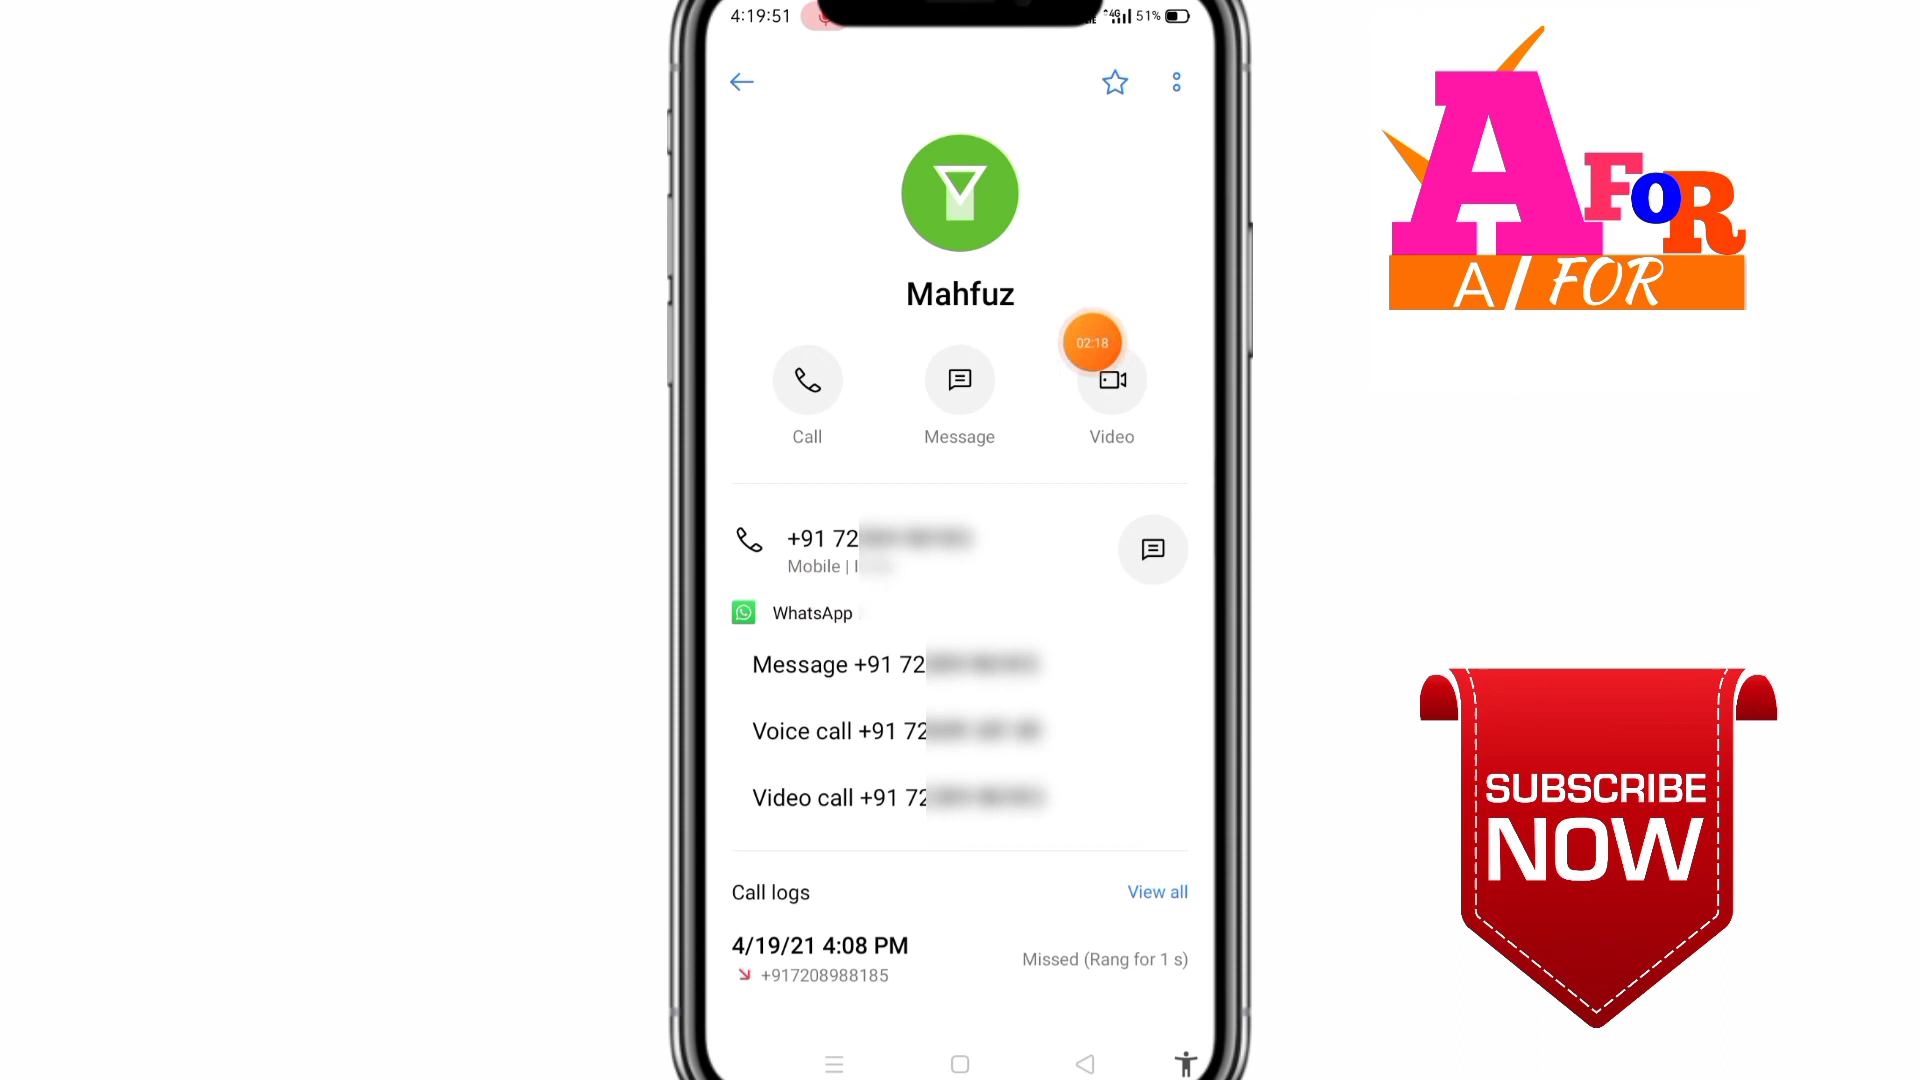 4:19:51
4G 51%
Mahfuz
02:18
Call Message Video
+91 72
Mobile |
WhatsApp
Message +91 72
Voice call +91 72
Video call +91 72
Call logs View all
4/19/21 4:08 PM
Missed (Rang for 1 s)
+917208988185
A FOR
A / FOR
SUBSCRIBE
NOW